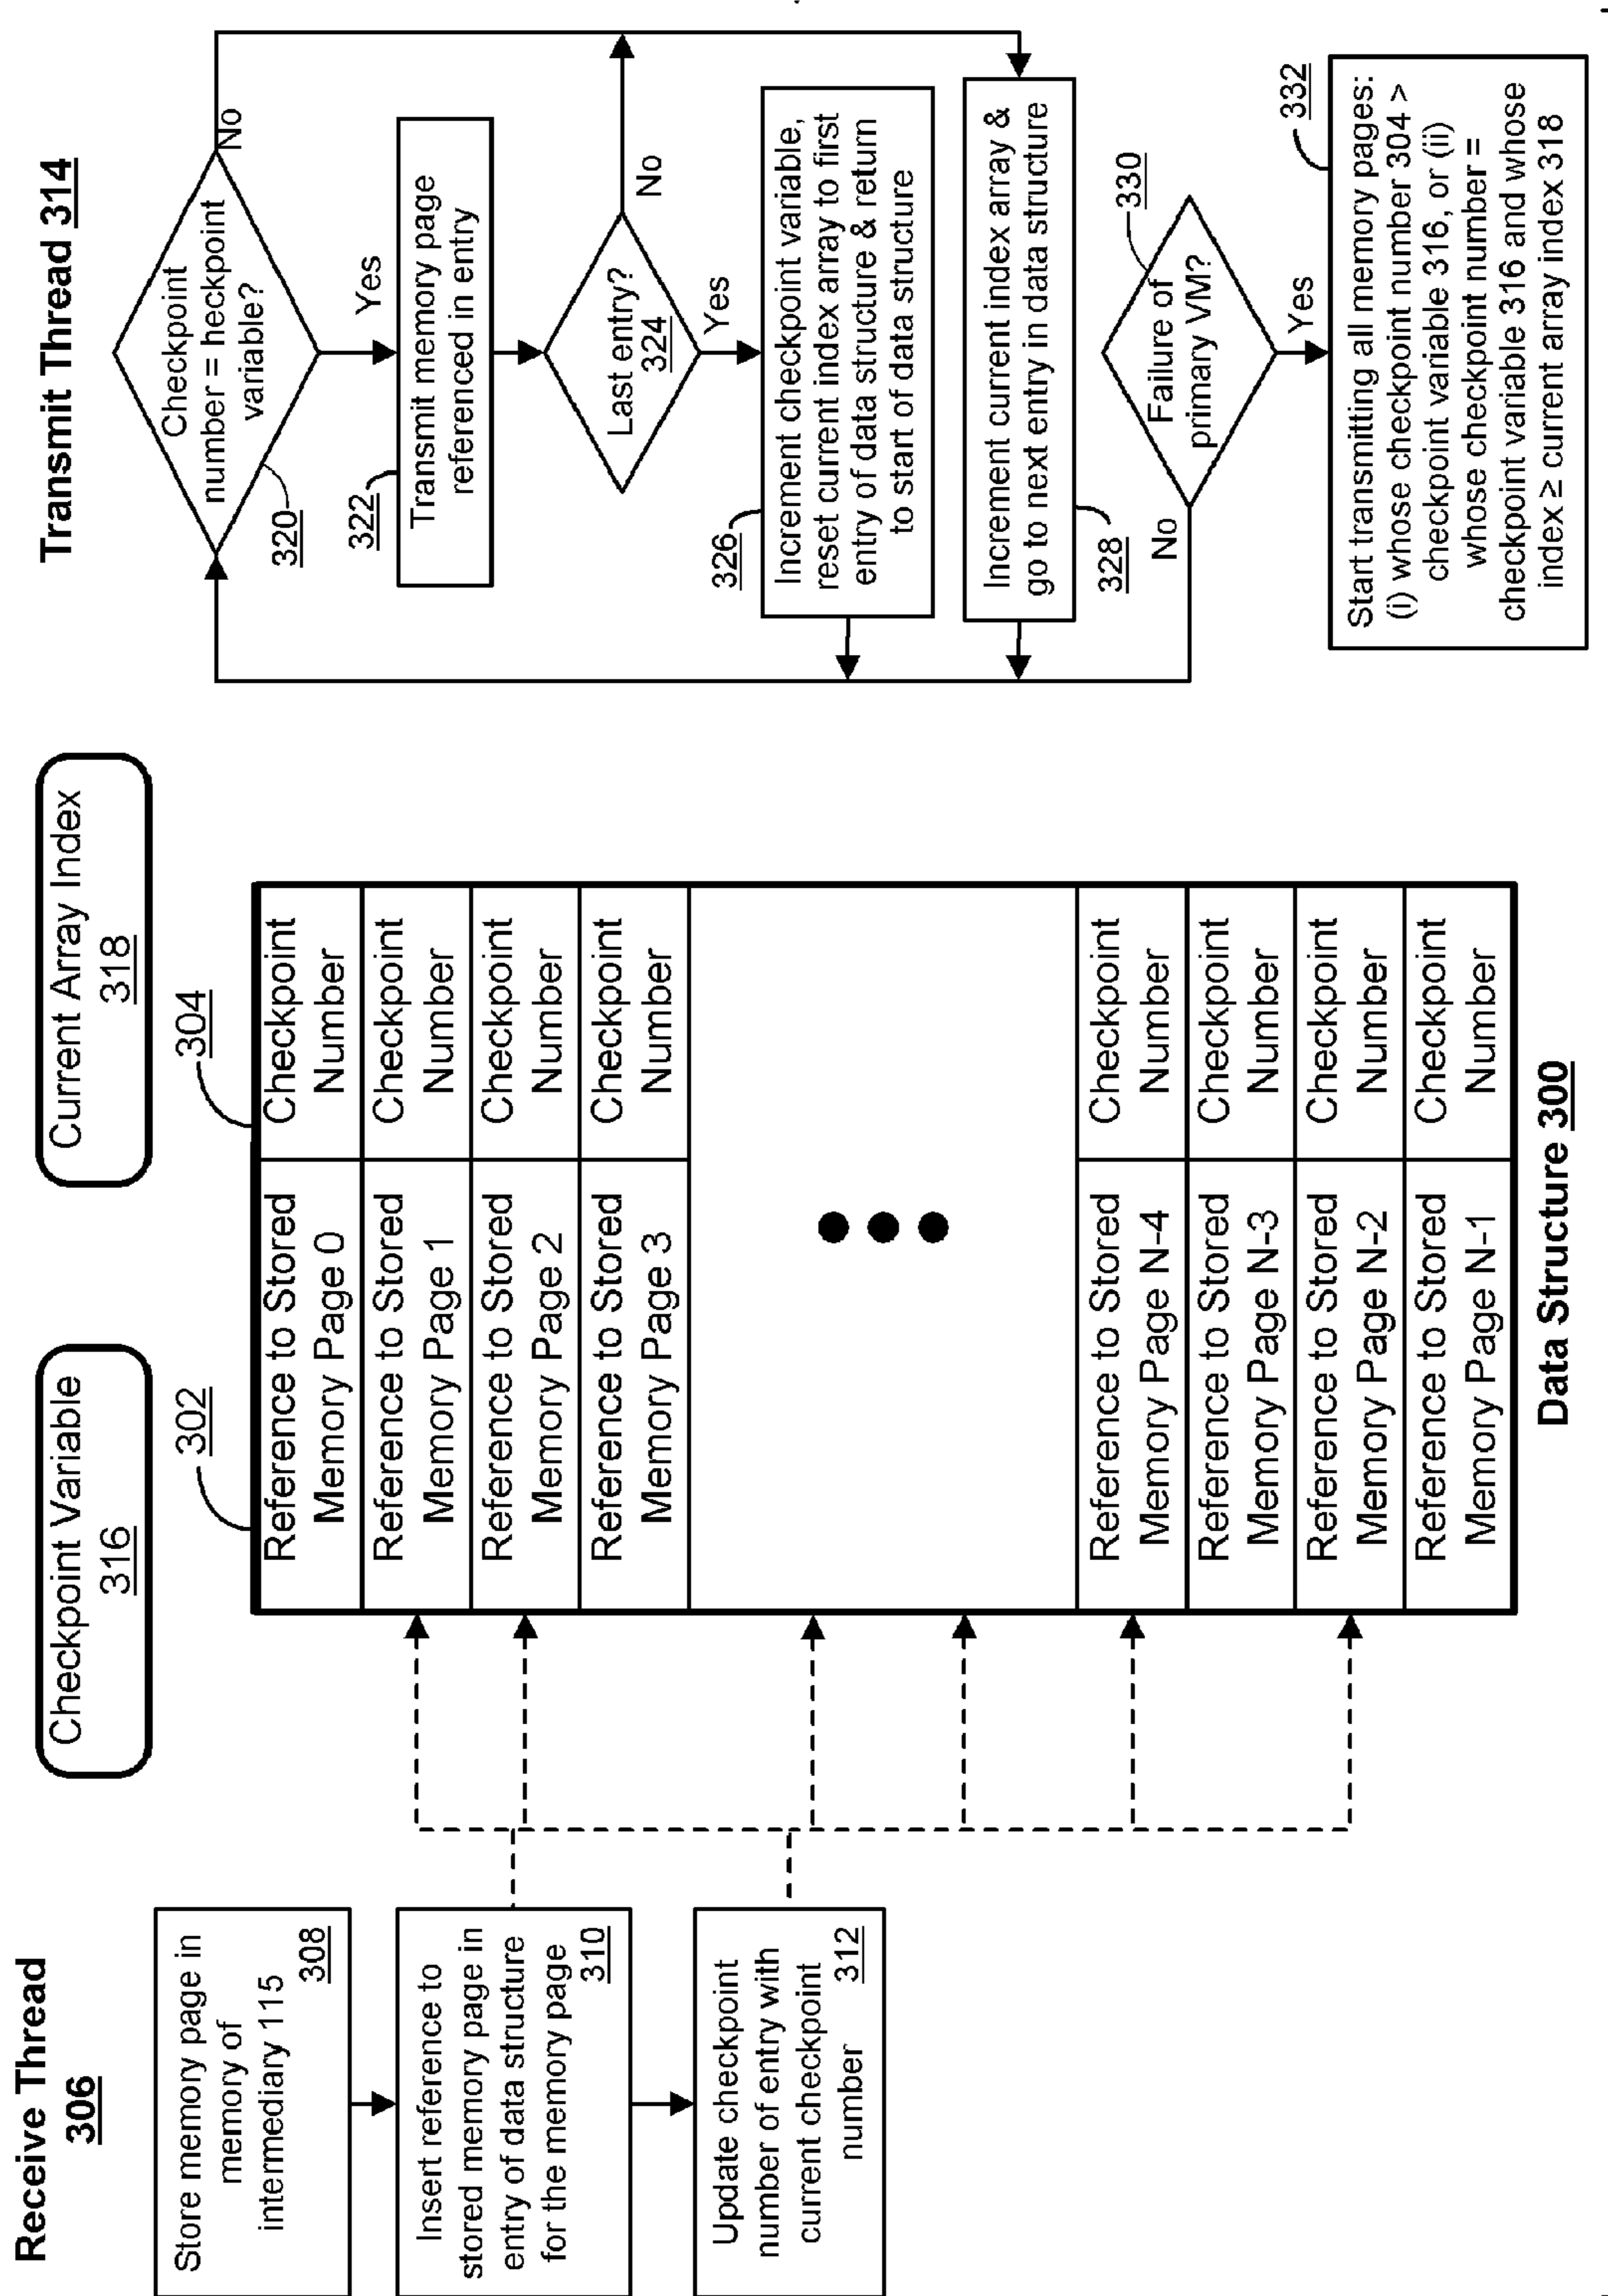 Receive Thread
306
Store memory page in
memory of
intermediary 115
308
Insert reference to
stored memory page in
entry of data structure
for the memory page
310
Update checkpoint
number of entry with
current checkpoint
number
312
Checkpoint Variable
316
Current Array Index
318
302
304
Reference to Stored
Memory Page 0
Checkpoint
Number
Reference to Stored
Memory Page 1
Checkpoint
Number
Reference to Stored
Memory Page 2
Checkpoint
Number
Reference to Stored
Memory Page 3
Checkpoint
Number
Reference to Stored
Memory Page N-4
Checkpoint
Number
Reference to Stored
Memory Page N-3
Checkpoint
Number
Reference to Stored
Memory Page N-2
Checkpoint
Number
Reference to Stored
Memory Page N-1
Checkpoint
Number
Data Structure 300
Transmit Thread 314
Checkpoint
number = heckpoint
variable?
320
No
Yes
322
Transmit memory page
referenced in entry
Last entry?
324
No
Yes
326
Increment checkpoint variable,
reset current index array to first
entry of data structure & return
to start of data structure
Increment current index array &
go to next entry in data structure
328
Failure of
primary VM?
330
No
Yes
332
Start transmitting all memory pages:
(i) whose checkpoint number 304 >
checkpoint variable 316, or (ii)
whose checkpoint number =
checkpoint variable 316 and whose
index ≥ current array index 318